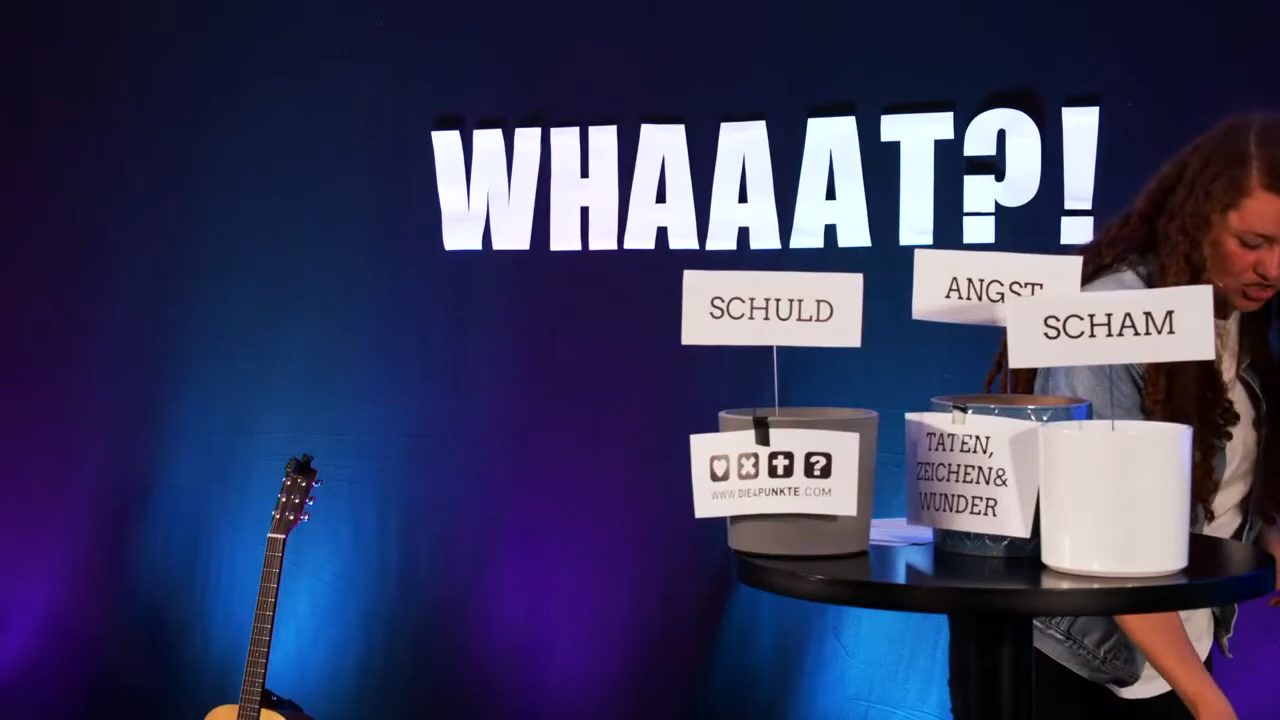 WHAAAT?!
SCHULD
ANGST
SCHAM
WWW.DIE4PUNKTE.COM
TATEN,
ZEICHEN&
WUNDER